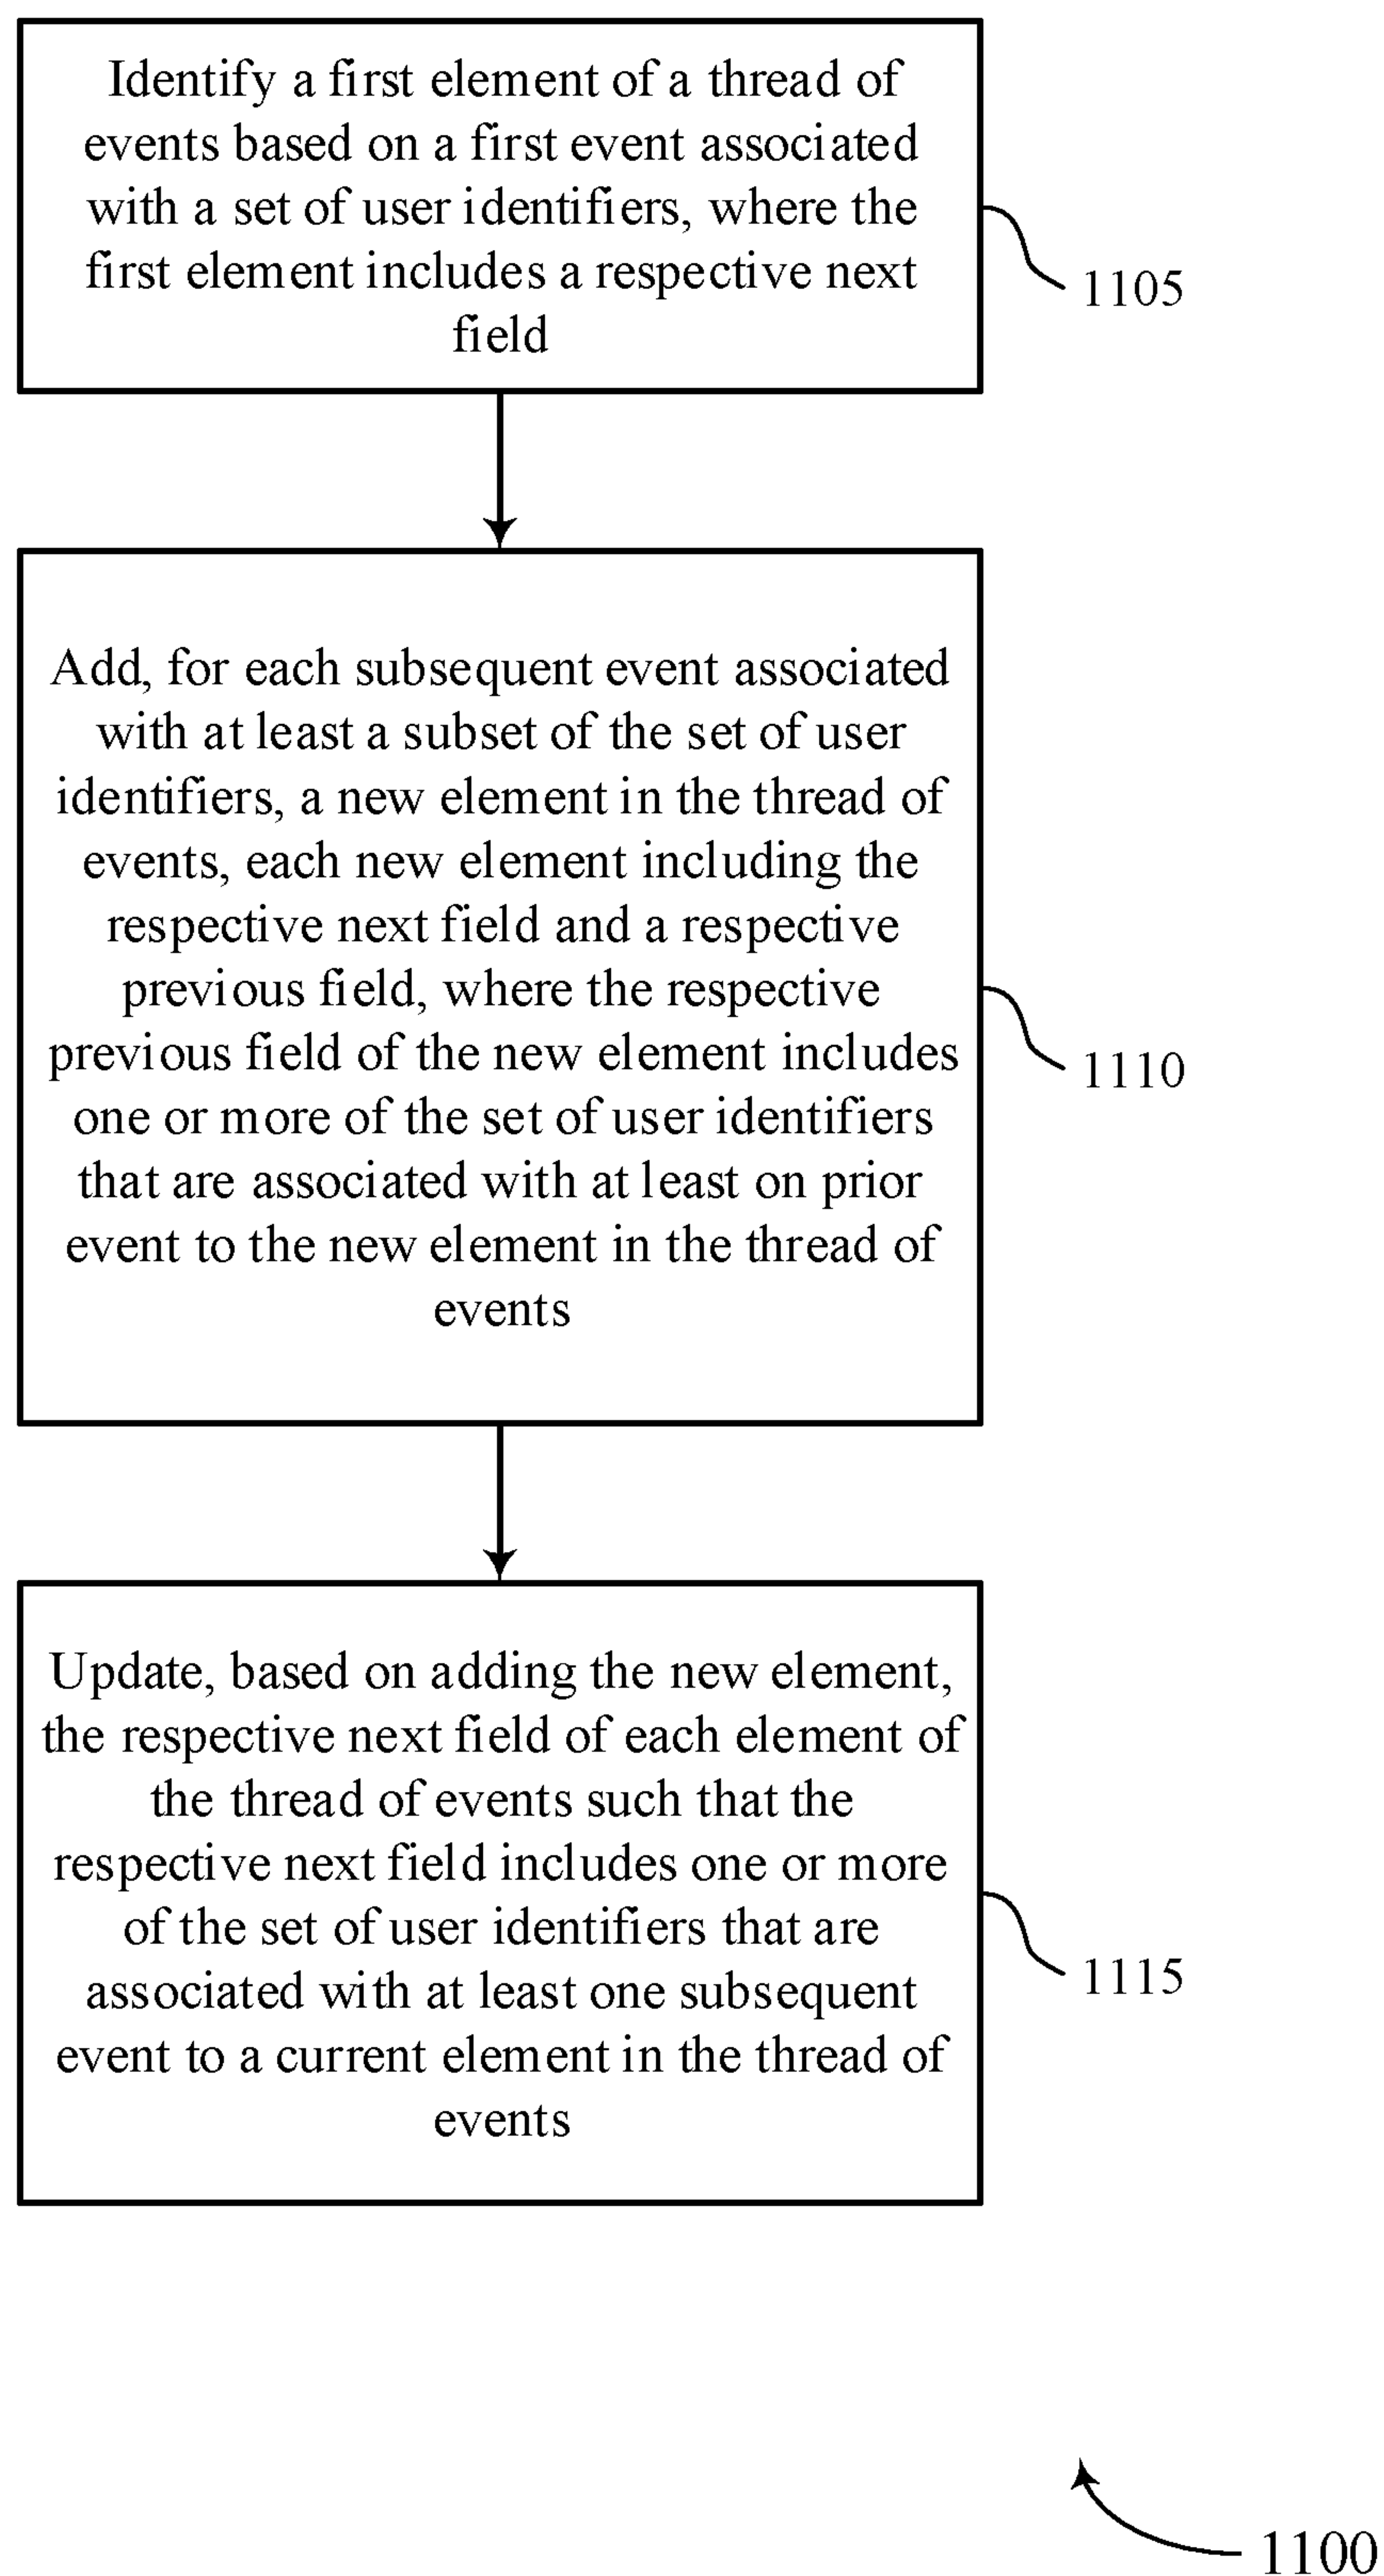 Identify a first element of a thread of
events based on a first event associated
with a set of user identifiers, where the
first element includes a respective next
field
1105
Add, for each subsequent event associated
with at least a subset of the set of user
identifiers, a new element in the thread of
events, each new element including the
respective next field and a respective
previous field, where the respective
previous field of the new element includes
one or more of the set of user identifiers
that are associated with at least on prior
event to the new element in the thread of
events
1110
Update, based on adding the new element,
the respective next field of each element of
the thread of events such that the
respective next field includes one or more
of the set of user identifiers that are
associated with at least one subsequent
event to a current element in the thread of
events
1115
1100